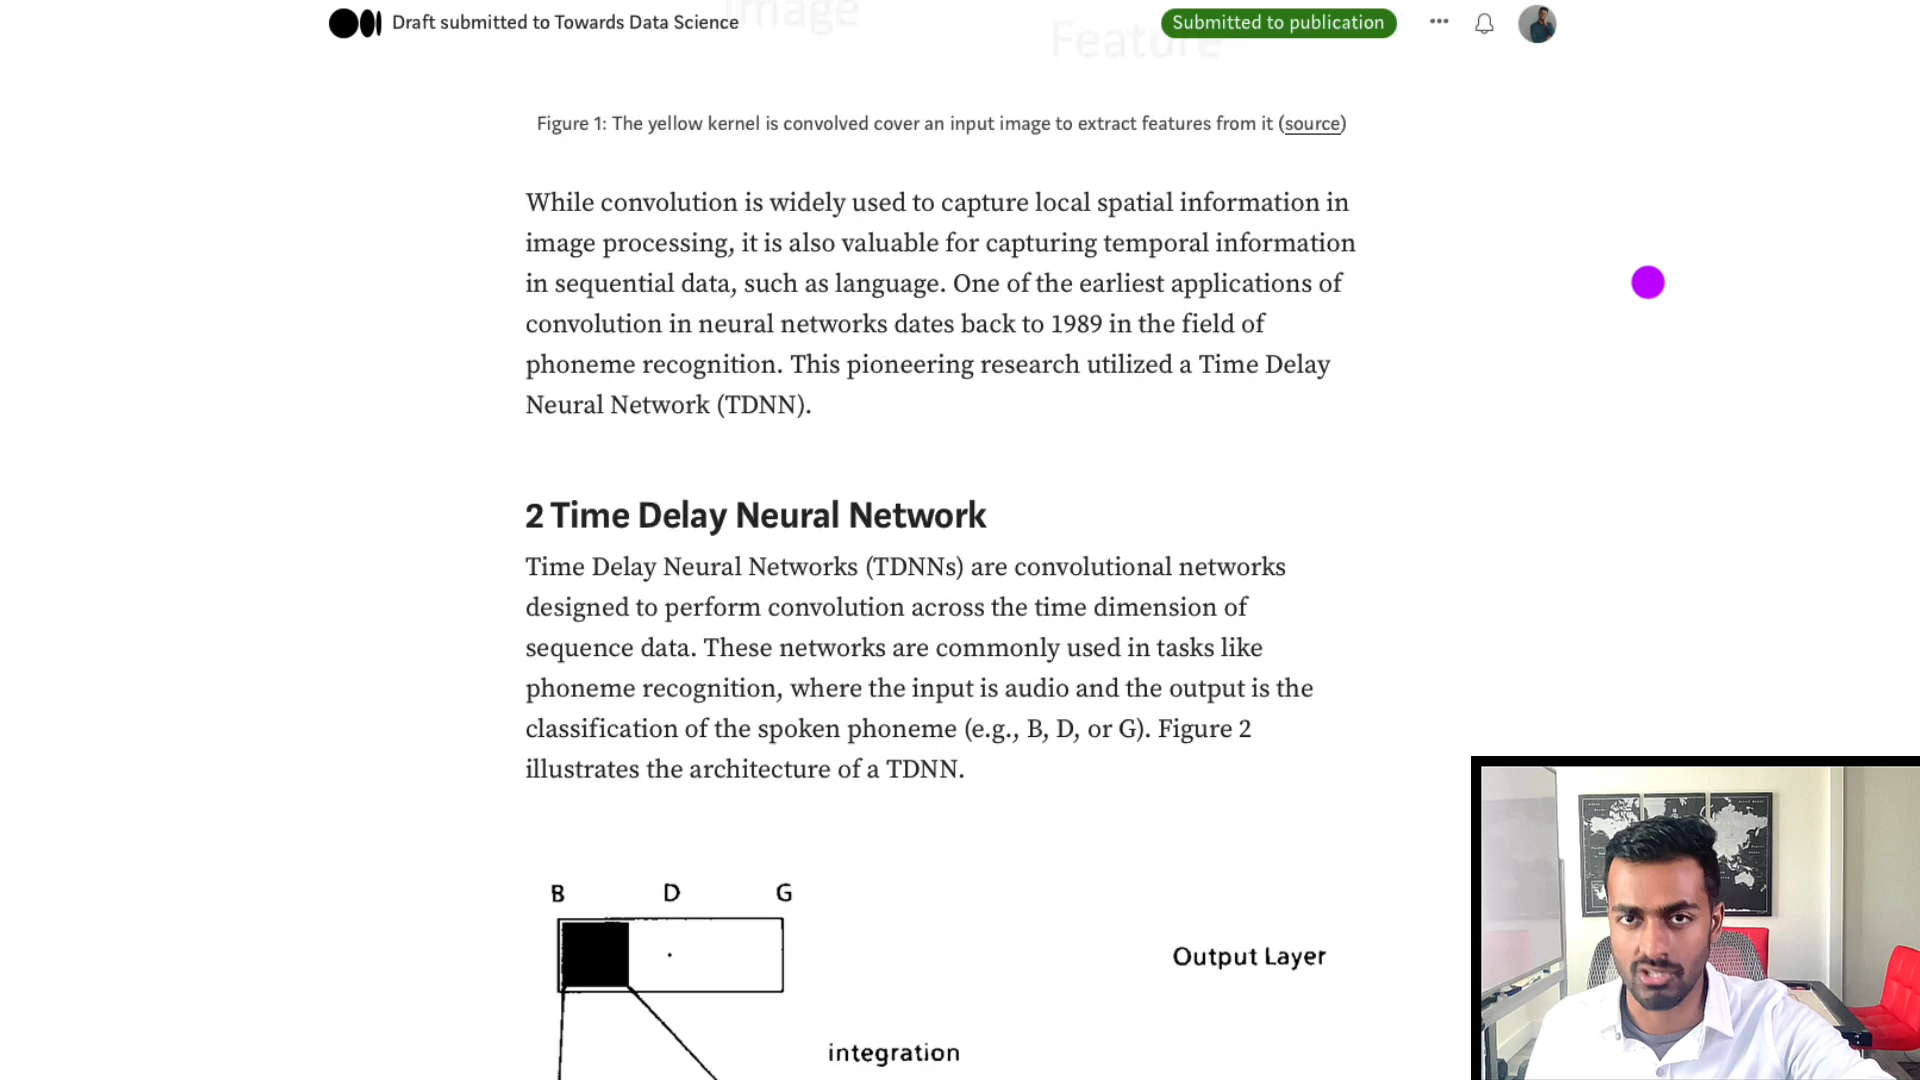 Draft submitted to Towards Data Science
Submitted to publication
Image
Feature
Figure 1: The yellow kernel is convolved cover an input image to extract features from it (source)
While convolution is widely used to capture local spatial information in
image processing, it is also valuable for capturing temporal information
in sequential data, such as language. One of the earliest applications of
convolution in neural networks dates back to 1989 in the field of
phoneme recognition. This pioneering research utilized a Time Delay
Neural Network (TDNN).
2 Time Delay Neural Network
Time Delay Neural Networks (TDNNs) are convolutional networks
designed to perform convolution across the time dimension of
sequence data. These networks are commonly used in tasks like
phoneme recognition, where the input is audio and the output is the
classification of the spoken phoneme (e.g., B, D, or G). Figure 2
illustrates the architecture of a TDNN.
B D G
Output Layer
integration